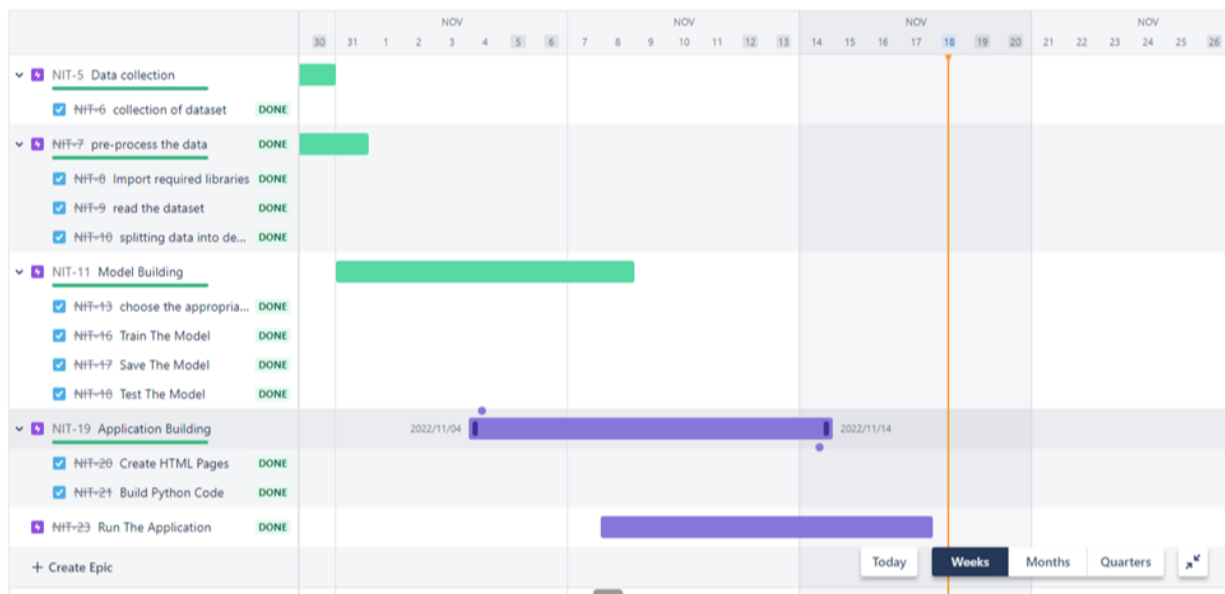 NOV NOV NOV NOV
30 31 1 2 3 4 5 6 7 8 9 10 11 12 13 14 15 16 17 18 19 20 21 22 23 24 25 26
NIT-5 Data collection
NIT-6 collection of dataset DONE
NIT-7 pre-process the data DONE
NIT-8 Import required libraries DONE
NIT-9 read the dataset DONE
NIT-10 splitting data into de... DONE
NIT-11 Model Building
NIT-13 choose the appropria... DONE
NIT-16 Train The Model DONE
NIT-17 Save The Model DONE
NIT-18 Test The Model DONE
NIT-19 Application Building 2022/11/04 2022/11/14
NIT-20 Create HTML Pages DONE
NIT-21 Build Python Code DONE
NIT-23 Run The Application DONE
+ Create Epic Today Weeks Months Quarters